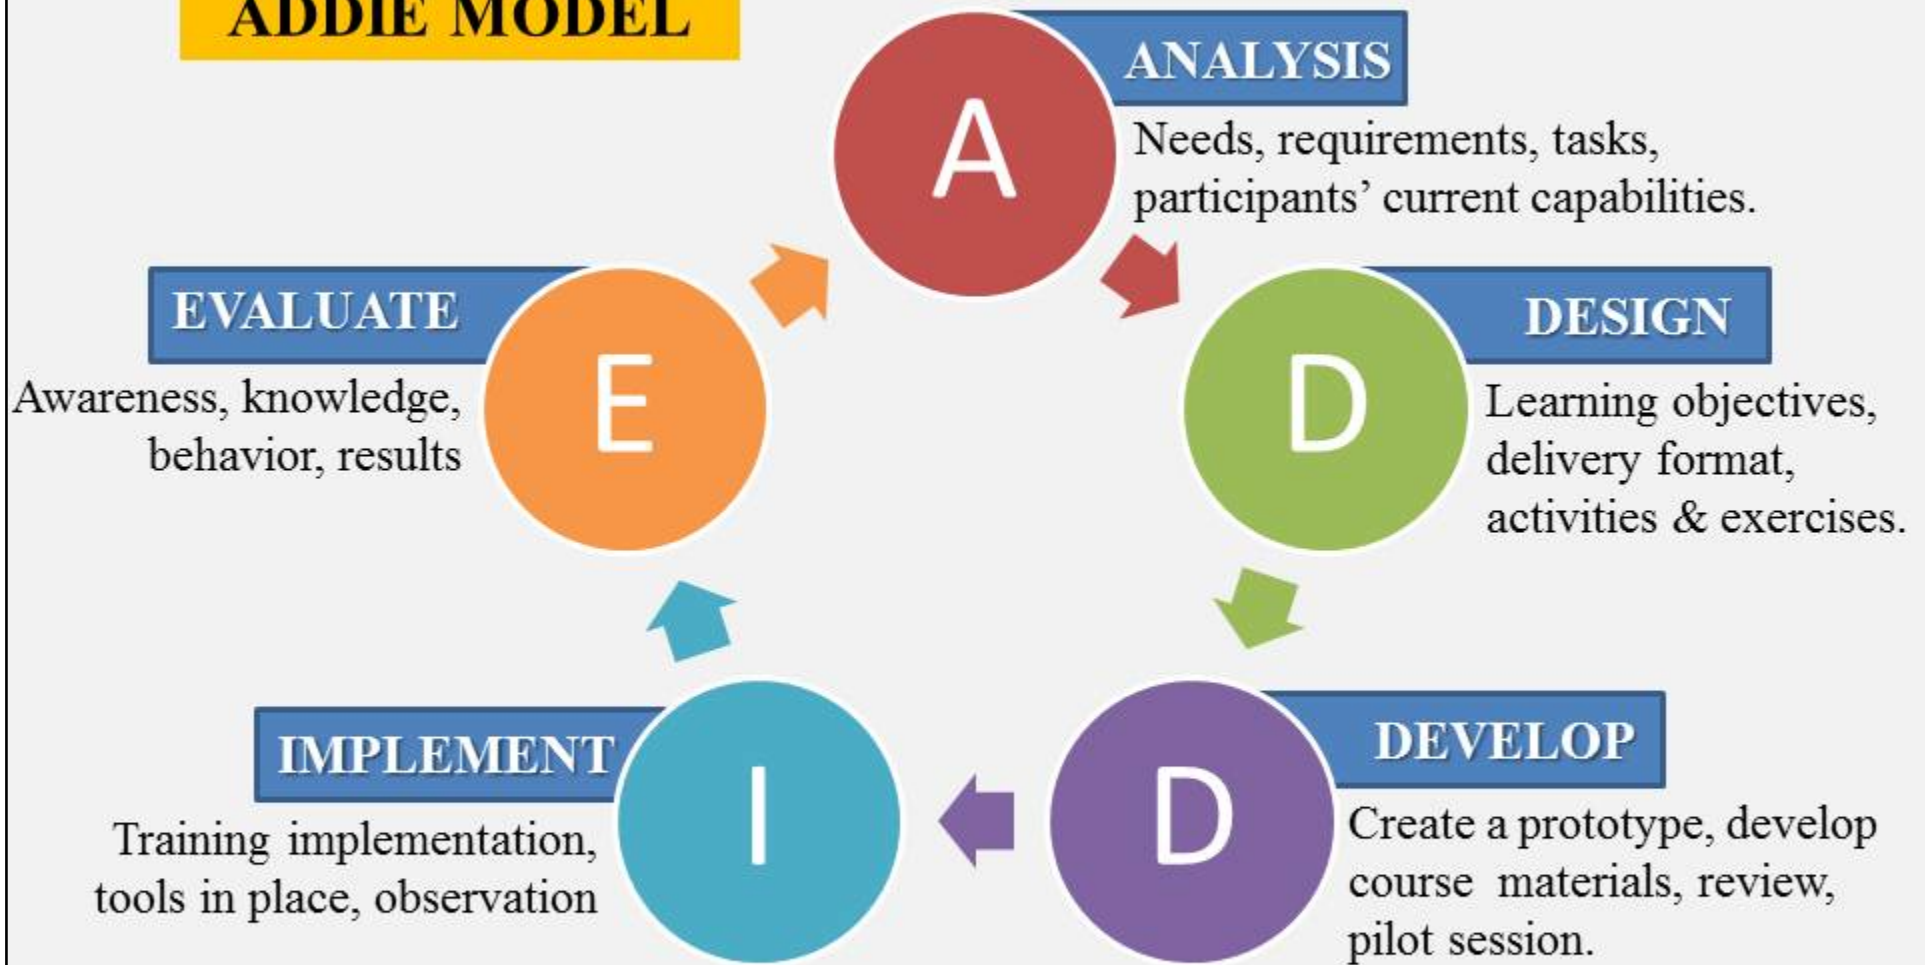 ADDIE MODEL
A
ANALYSIS
Needs, requirements, tasks,
participants’ current capabilities.
D
DESIGN
Learning objectives,
delivery format,
activities & exercises.
D
DEVELOP
Create a prototype, develop
course materials, review,
pilot session.
I
IMPLEMENT
Training implementation,
tools in place, observation
E
EVALUATE
Awareness, knowledge,
behavior, results